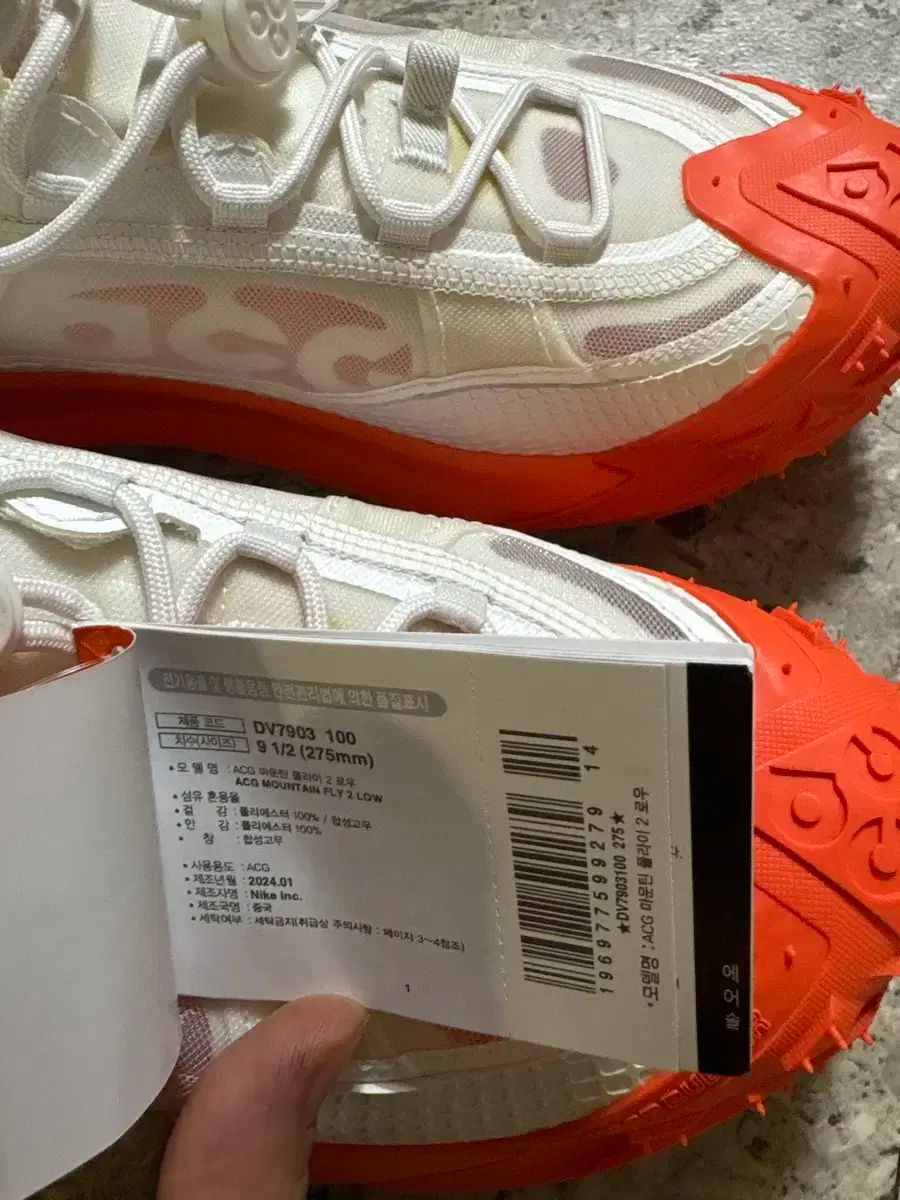 ACG
전기용품 및 생활용품 안전관리법에 의한 품질표시
제품 코드 DV7903 100
치수(사이즈) 9 1/2 (275mm)
•모 델 명 : ACG 마운틴 플라이 2 로우
ACG MOUNTAIN FLY 2 LOW
•섬유 혼용율
•겉 감 : 폴리에스터 100% / 합성고무
•안 감 : 폴리에스터 100%
•창 : 합성고무
•사용용도 : ACG
•제조년월 : 2024.01
•제조자명 : Nike Inc.
•제조국명 : 중국
•세탁여부 : 세탁금지(취급상 주의사항 : 페이지 3~4참조)
1
14
196977599279
★DV7903100 275★
•모델명 : ACG 마운틴 플라이 2 로우
에어솔